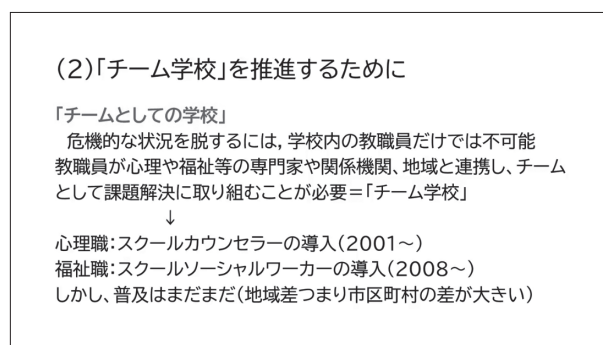 (2)「チーム学校」を推進するために
「チームとしての学校」
危機的な状況を脱するには，学校内の教職員だけでは不可能
教職員が心理や福祉等の専門家や関係機関、地域と連携し、チーム
として課題解決に取り組むことが必要＝「チーム学校」
↓
心理職：スクールカウンセラーの導入(2001～)
福祉職：スクールソーシャルワーカーの導入(2008～)
しかし、普及はまだまだ(地域差つまり市区町村の差が大きい)